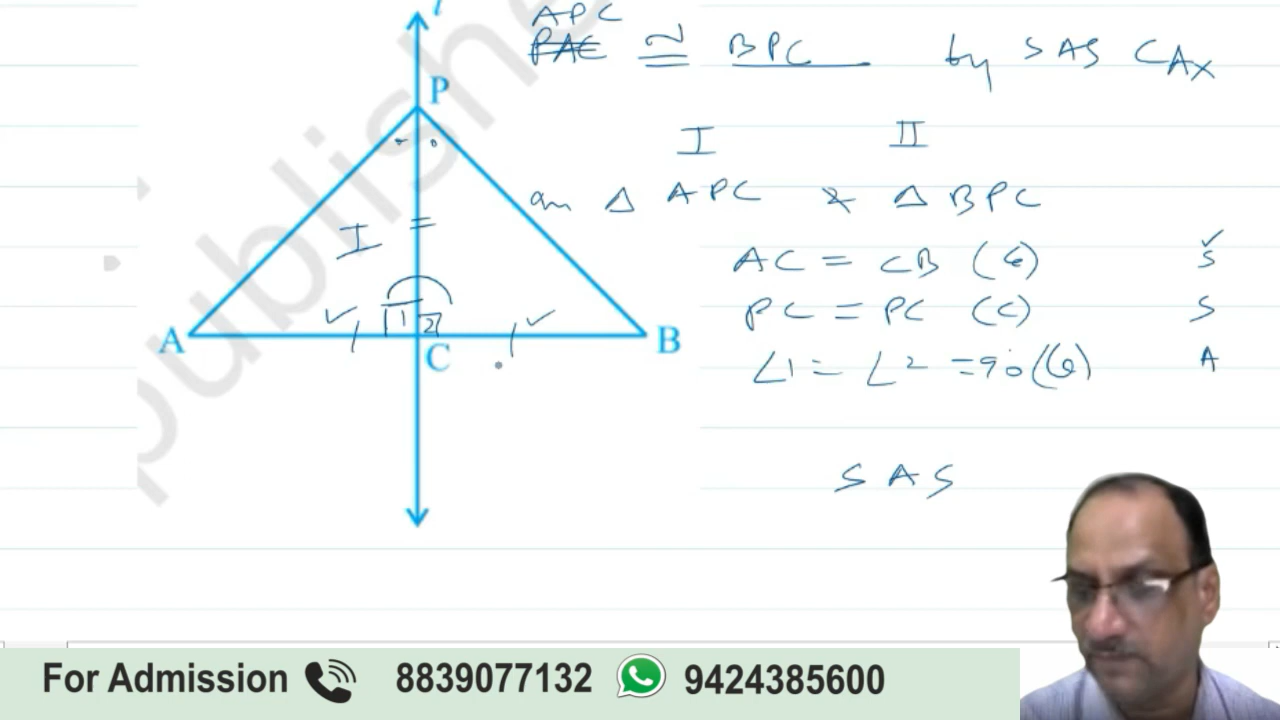 l
P
APC
PAC ≅ BPC by SAS CAx
I II
In Δ APC & Δ BPC
AC = CB (G) S
PC = PC (C) S
∠1 = ∠2 = 90 (G) A
SAS
I
1 2
A C B
publishe
For Admission 8839077132 9424385600